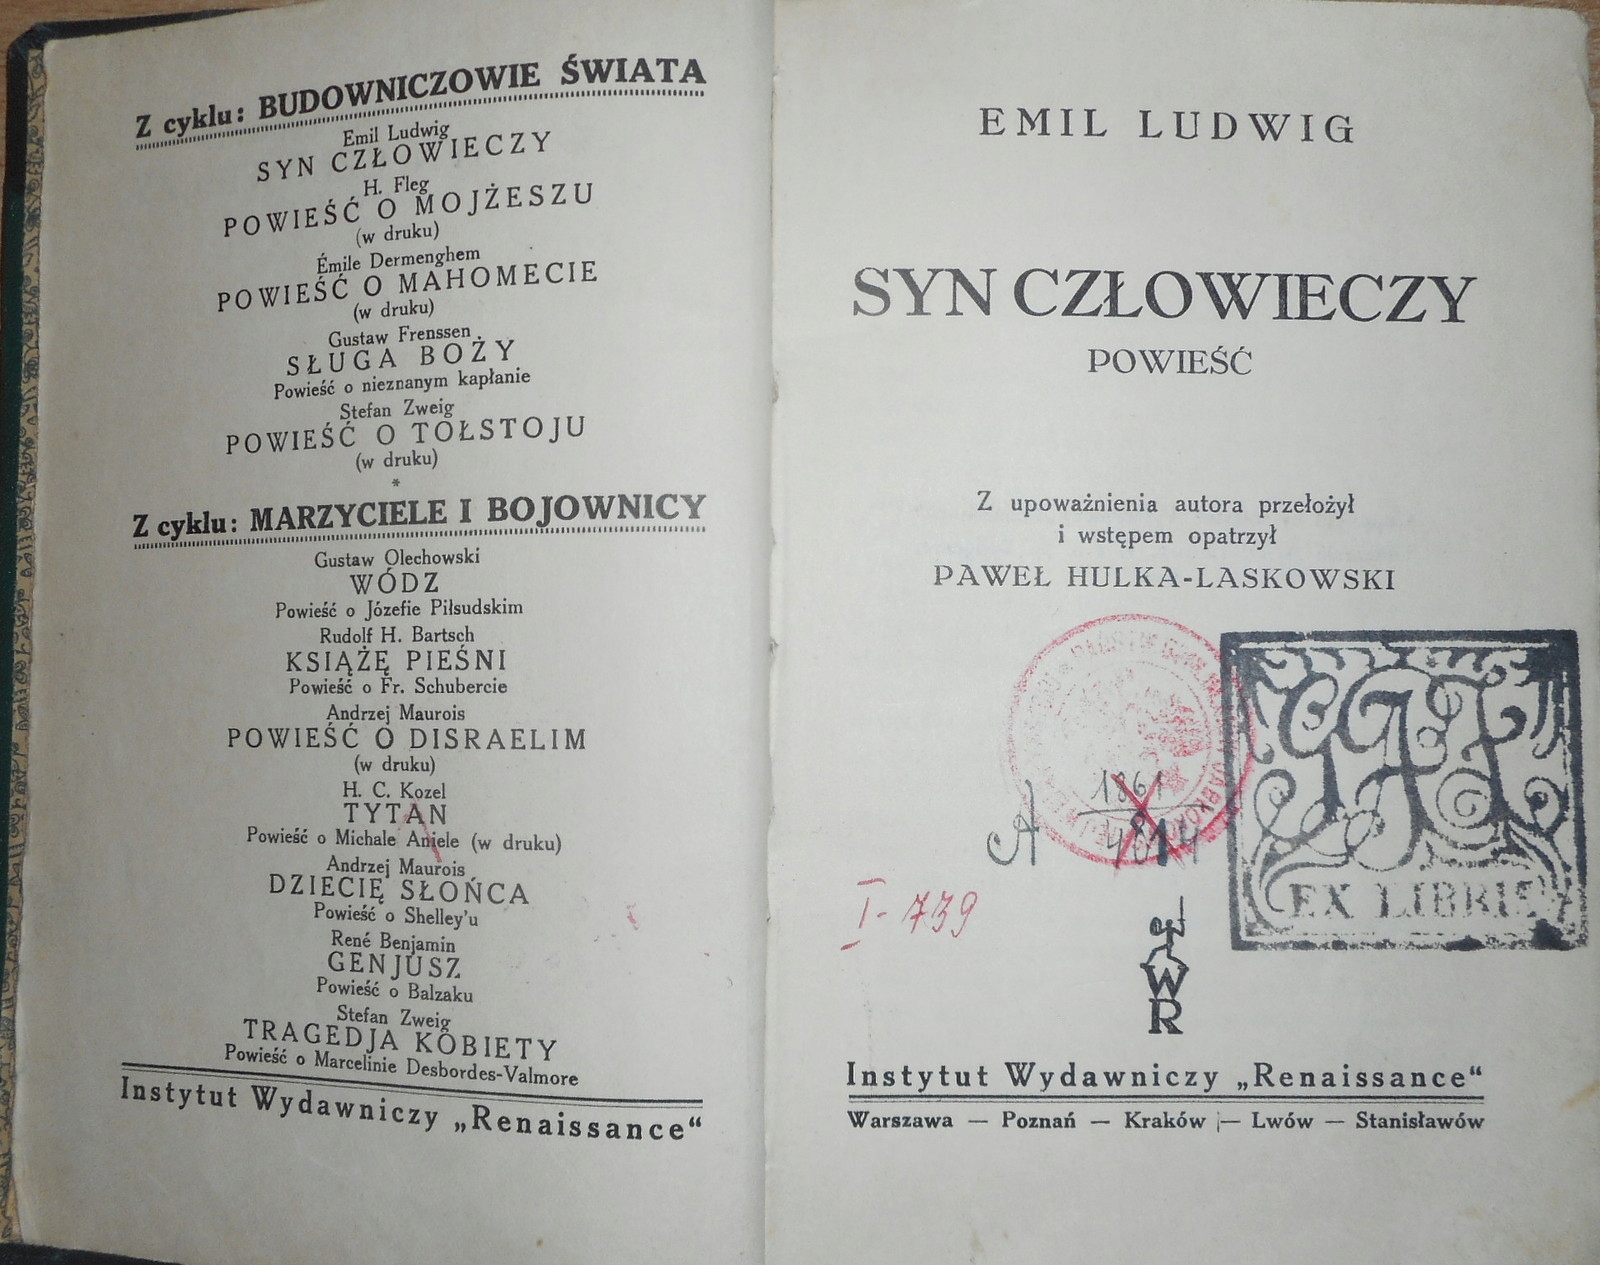 Z cyklu: BUDOWNICZOWIE ŚWIATA
Emil Ludwig
SYN CZŁOWIECZY
H. Fleg
POWIEŚĆ O MOJŻESZU
(w druku)
Émile Dermenghem
POWIEŚĆ O MAHOMECIE
(w druku)
Gustaw Frenssen
SŁUGA BOŻY
Powieść o nieznanym kapłanie
Stefan Zweig
POWIEŚĆ O TOŁSTOJU
(w druku)
*
Z cyklu: MARZYCIELE I BOJOWNICY
Gustaw Olechowski
WÓDZ
Powieść o Józefie Piłsudskim
Rudolf H. Bartsch
KSIĄŻĘ PIEŚNI
Powieść o Fr. Schubercie
Andrzej Maurois
POWIEŚĆ O DISRAELIM
(w druku)
H. C. Kozel
TYTAN
Powieść o Michale Aniele (w druku)
Andrzej Maurois
DZIECIĘ SŁOŃCA
Powieść o Shelley'u
René Benjamin
GENJUSZ
Powieść o Balzaku
Stefan Zweig
TRAGEDJA KOBIETY
Powieść o Marcelinie Desbordes-Valmore
Instytut Wydawniczy „Renaissance“
EMIL LUDWIG
SYN CZŁOWIECZY
POWIEŚĆ
Z upoważnienia autora przełożył
i wstępem opatrzył
PAWEŁ HULKA-LASKOWSKI
A 1861
4814
EX LIBRIS
I-739
WR
Instytut Wydawniczy „Renaissance“
Warszawa — Poznań — Kraków — Lwów — Stanisławów